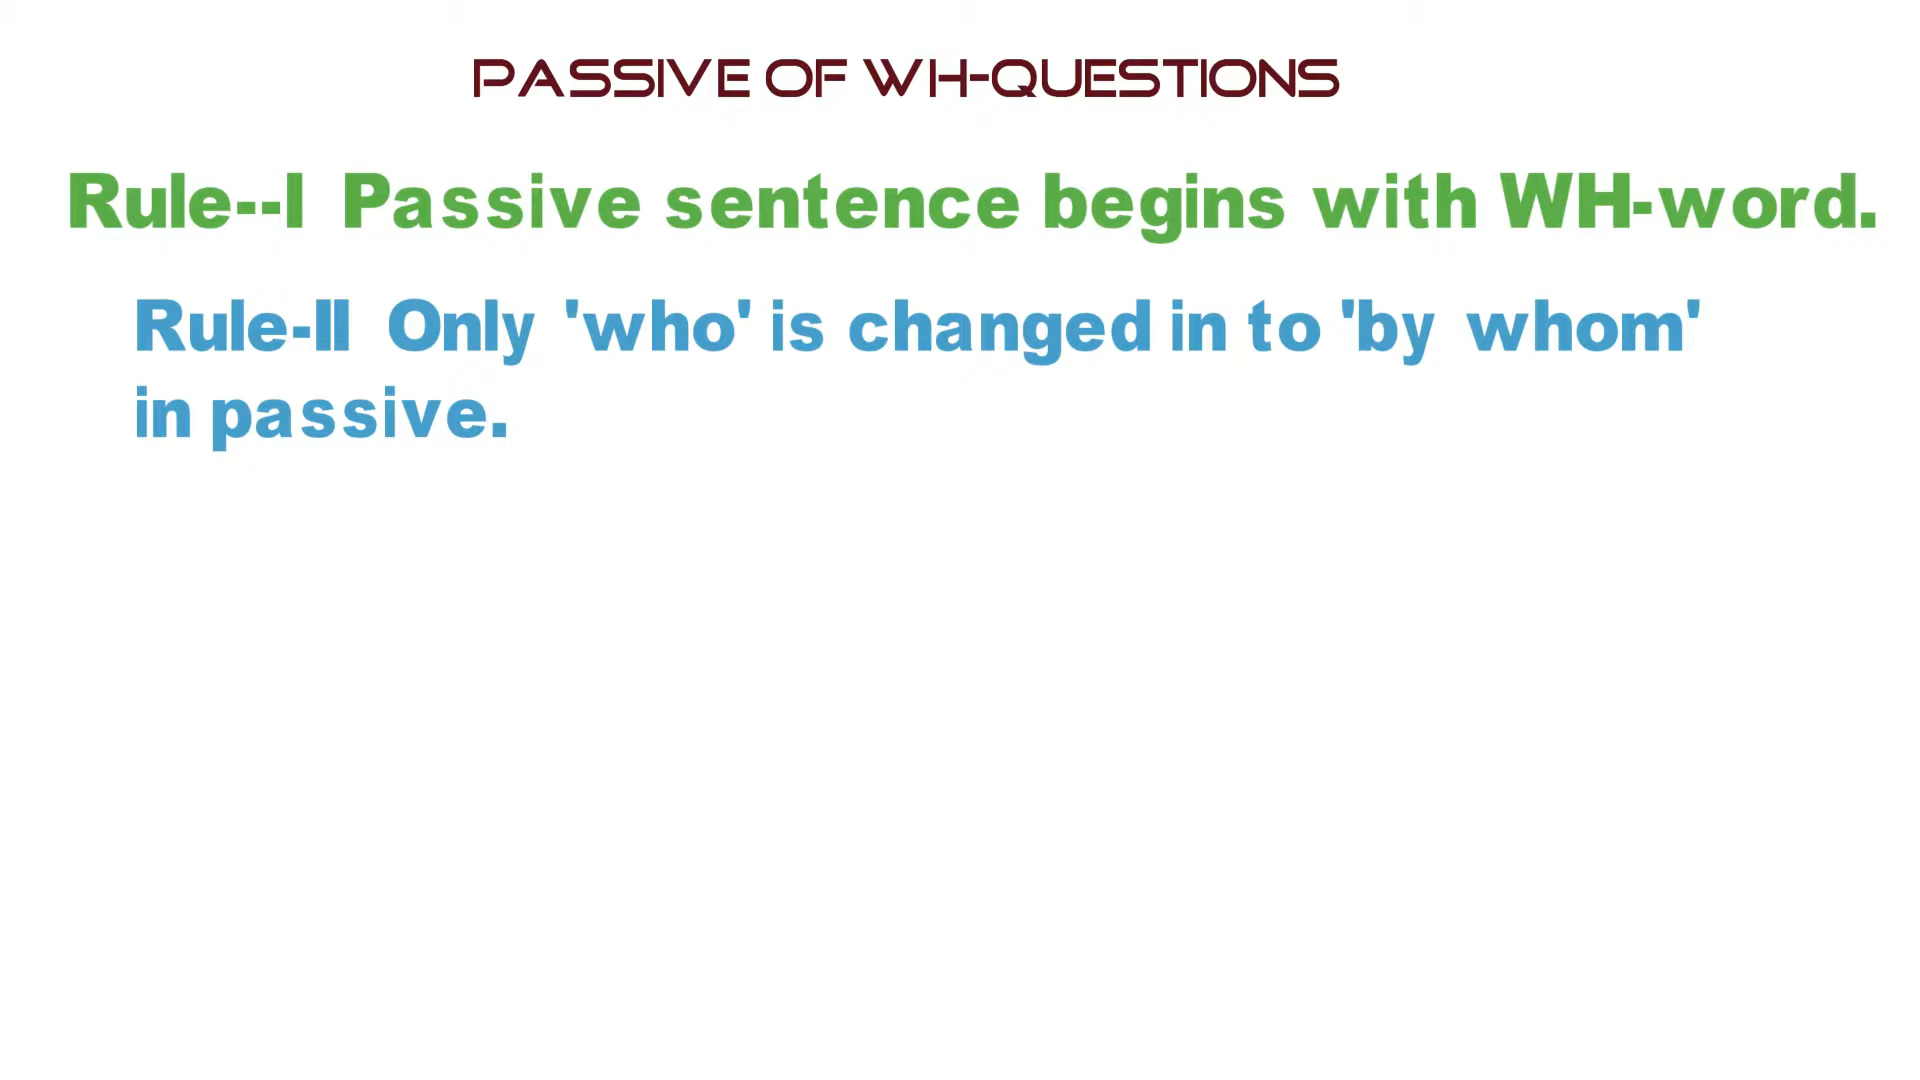 PASSIVE OF WH-QUESTIONS
Rule--I Passive sentence begins with WH-word.
Rule-II Only 'who' is changed in to 'by whom'
in passive.